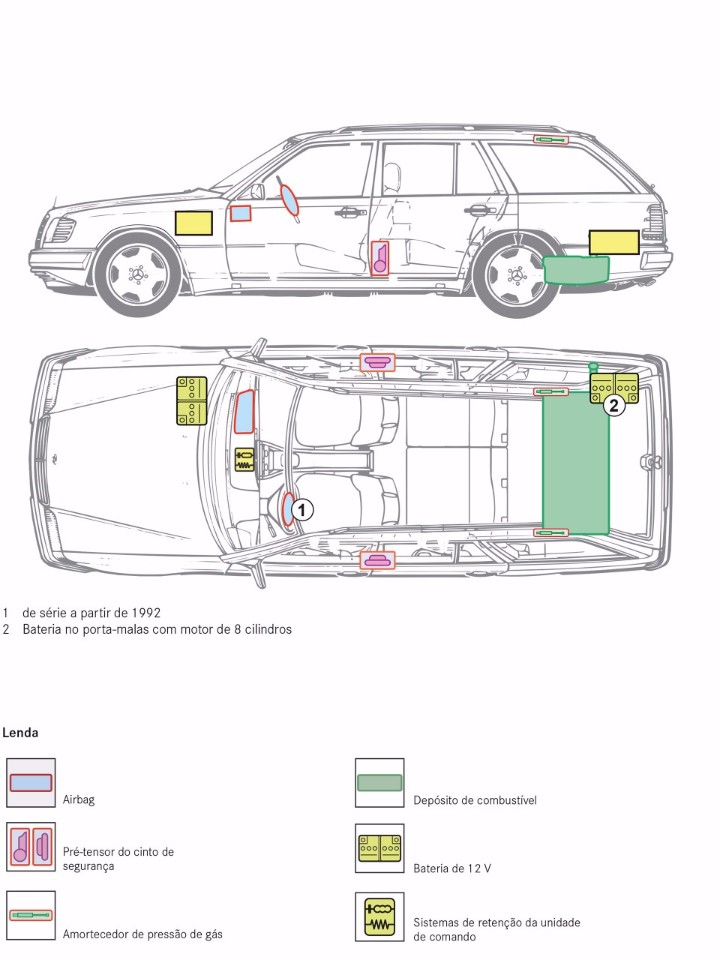 1
2
1 de série a partir de 1992
2 Bateria no porta-malas com motor de 8 cilindros
Lenda
Airbag
Depósito de combustível
Pré-tensor do cinto de
segurança
Bateria de 12 V
Amortecedor de pressão de gás
Sistemas de retenção da unidade
de comando